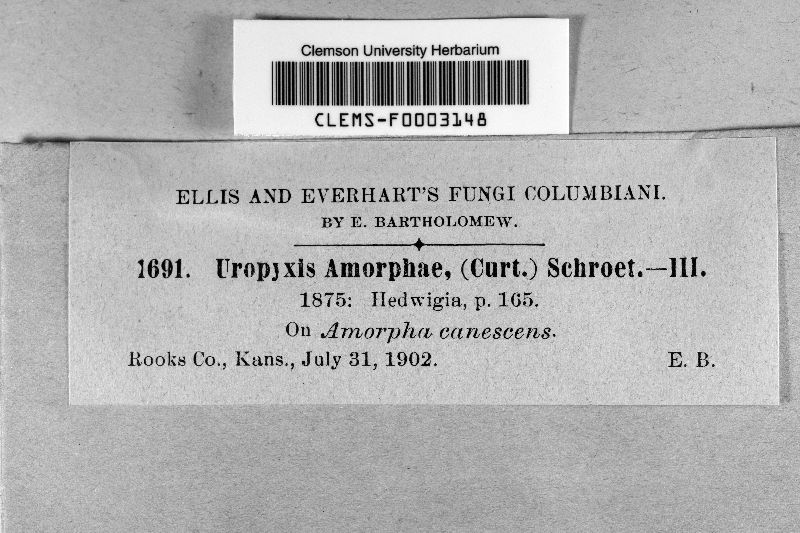 Clemson University Herbarium
CLEMS-F0003148
ELLIS AND EVERHART'S FUNGI COLUMBIANI.
BY E. BARTHOLOMEW.
1691. Uropyxis Amorphae, (Curt.) Schroet.—III.
1875: Hedwigia, p. 165.
On Amorpha canescens.
Rooks Co., Kans., July 31, 1902. E. B.